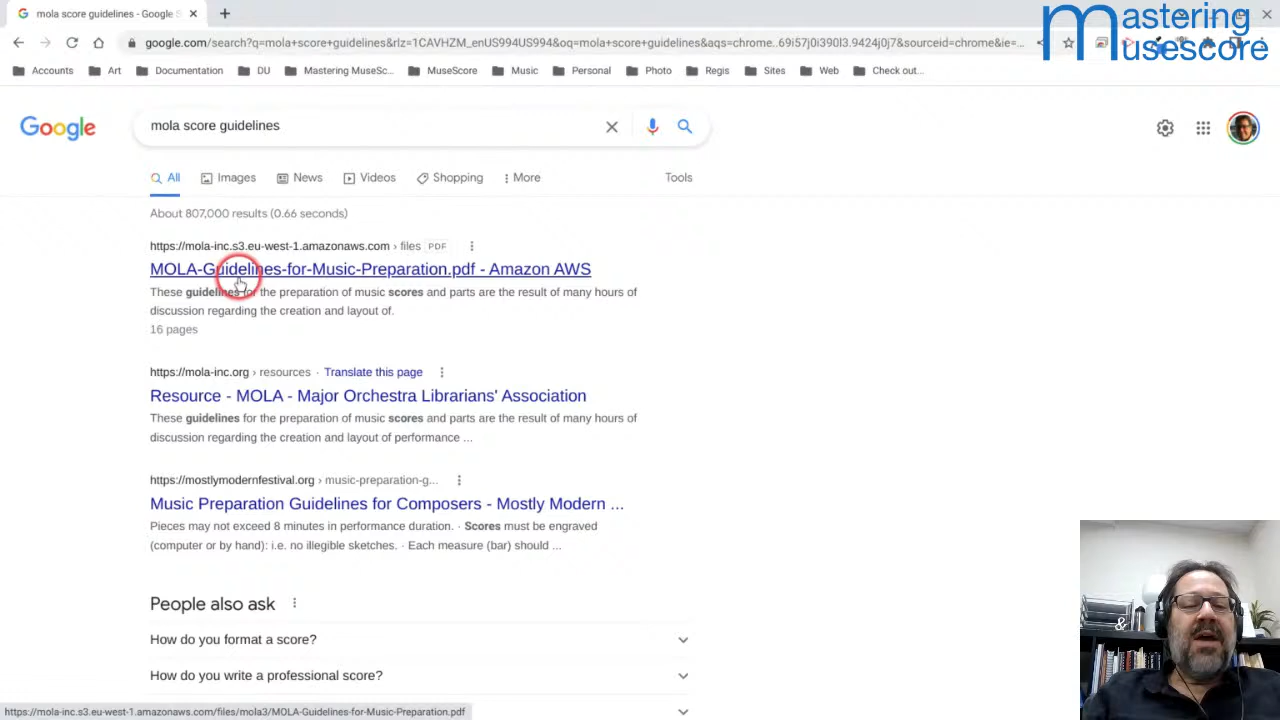 mola score guidelines - Google S
mastering
musescore
google.com/search?q=mola+score+guidelines&rlz=1CAVHZM_enUS994US994&oq=mola+score+guidelines&aqs=chrome..69i57j0i390l3.9424j0j7&sourceid=chrome&ie=...
Accounts Art Documentation DU Mastering MuseSc... MuseScore Music Personal Photo Regis Sites Web Check out...
Google mola score guidelines
All Images News Videos Shopping More Tools
About 807,000 results (0.66 seconds)
https://mola-inc.s3.eu-west-1.amazonaws.com › files PDF
MOLA-Guidelines-for-Music-Preparation.pdf - Amazon AWS
These guidelines for the preparation of music scores and parts are the result of many hours of
discussion regarding the creation and layout of.
16 pages
https://mola-inc.org › resources · Translate this page
Resource - MOLA - Major Orchestra Librarians' Association
These guidelines for the preparation of music scores and parts are the result of many hours of
discussion regarding the creation and layout of performance ...
https://mostlymodernfestival.org › music-preparation-g...
Music Preparation Guidelines for Composers - Mostly Modern ...
Pieces may not exceed 8 minutes in performance duration. · Scores must be engraved
(computer or by hand): i.e. no illegible sketches. · Each measure (bar) should ...
People also ask
How do you format a score?
&
How do you write a professional score?
https://mola-inc.s3.eu-west-1.amazonaws.com/files/mola3/MOLA-Guidelines-for-Music-Preparation.pdf